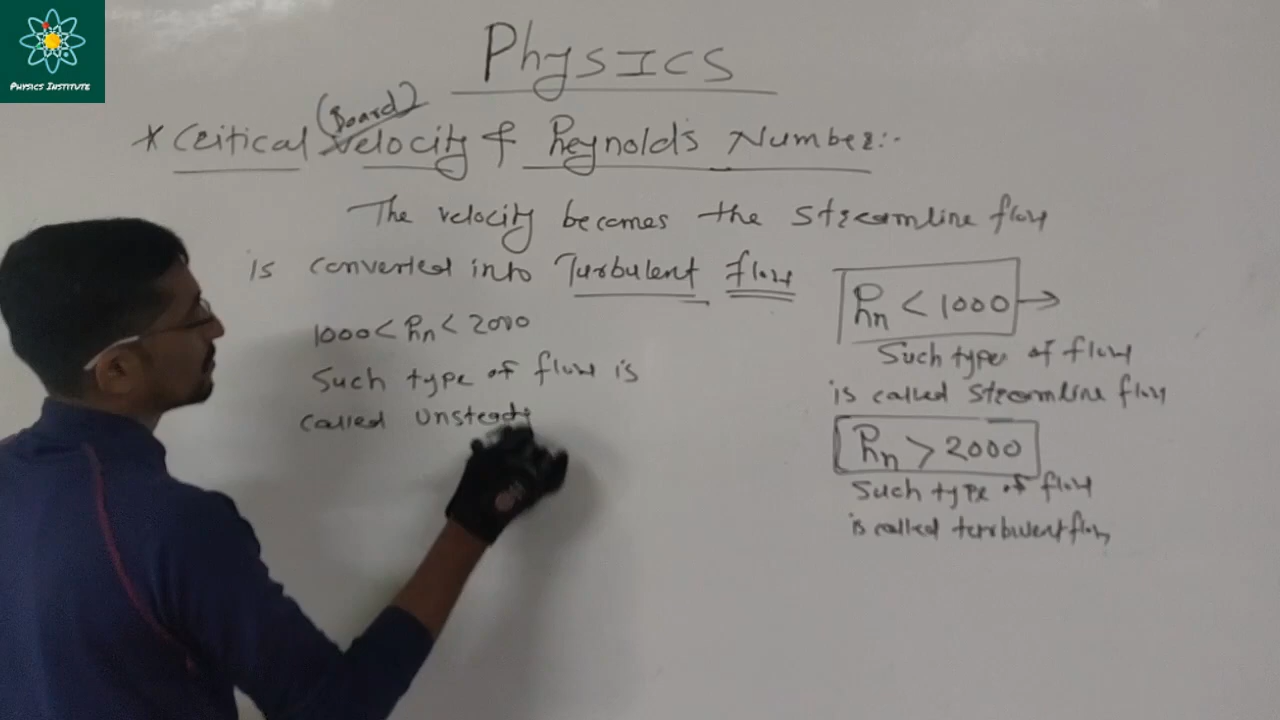 PHYSICS INSTITUTE
Physics
(Board)
* Critical Velocity & Reynold's Number:-
The velocity becomes the streamline flow
is converted into Turbulent flow
1000 < Rn < 2000
Such type of flow is
called unsteady
Rn < 1000 →
Such type of flow
is called streamline flow
Rn > 2000
Such type of flow
is called turbulent flow